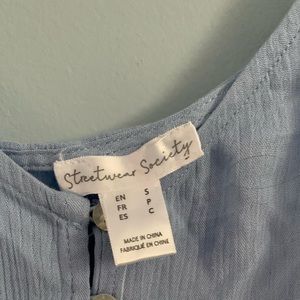 Streetwear Society
EN S
FR P
ES C
MADE IN CHINA
FABRIQUÉ EN CHINE